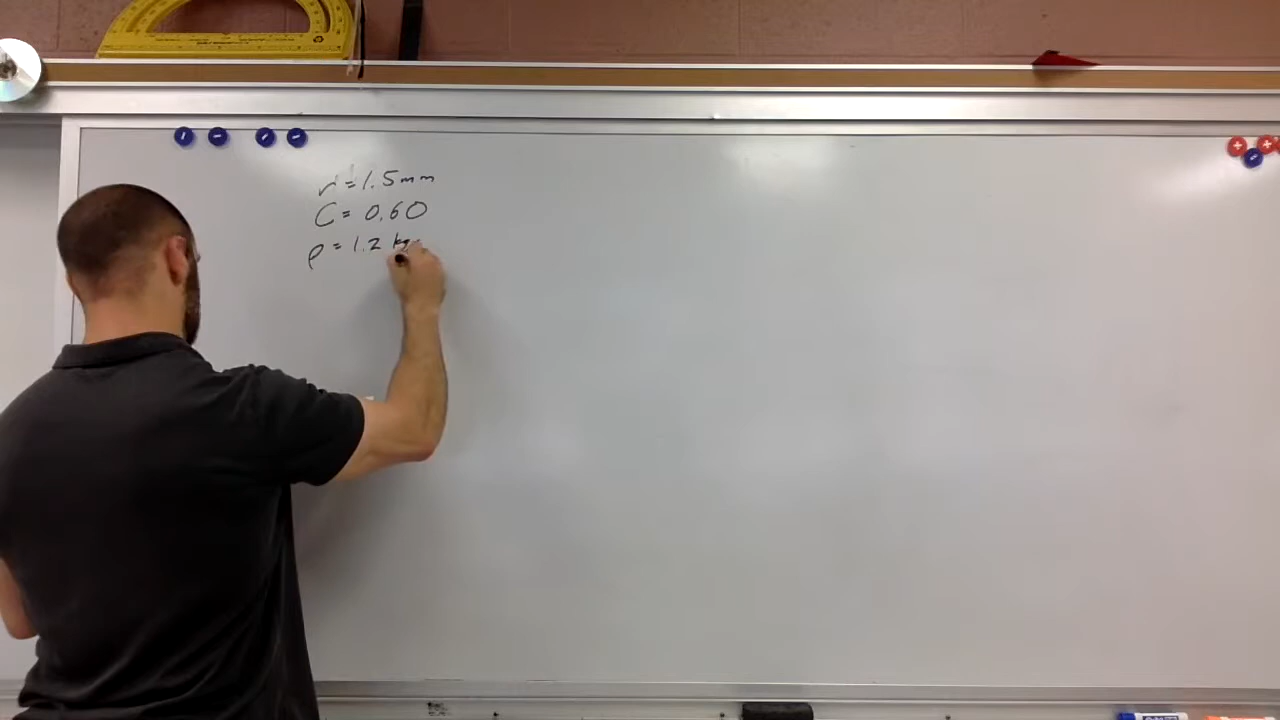 r = 1.5mm
C = 0.60
ρ = 1.2 kg